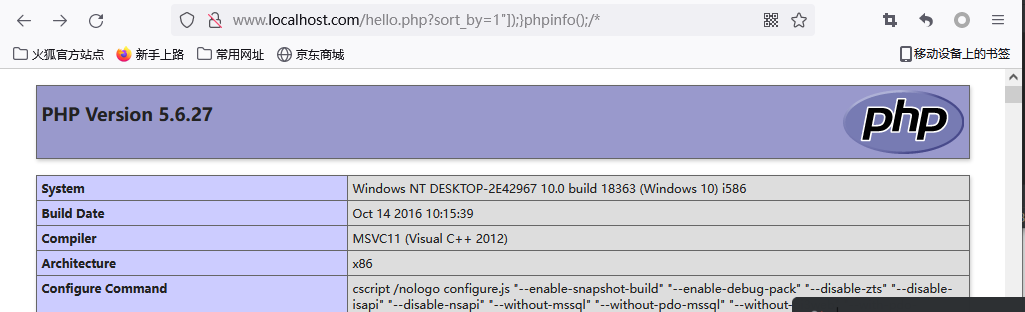 www.localhost.com/hello.php?sort_by=1"]);}phpinfo();/*
火狐官方站点 新手上路 常用网址 京东商城 移动设备上的书签
PHP Version 5.6.27 php
System Windows NT DESKTOP-2E42967 10.0 build 18363 (Windows 10) i586
Build Date Oct 14 2016 10:15:39
Compiler MSVC11 (Visual C++ 2012)
Architecture x86
Configure Command cscript /nologo configure.js "--enable-snapshot-build" "--enable-debug-pack" "--disable-zts" "--disable-
isapi" "--disable-nsapi" "--without-mssql" "--without-pdo-mssql" "--without-